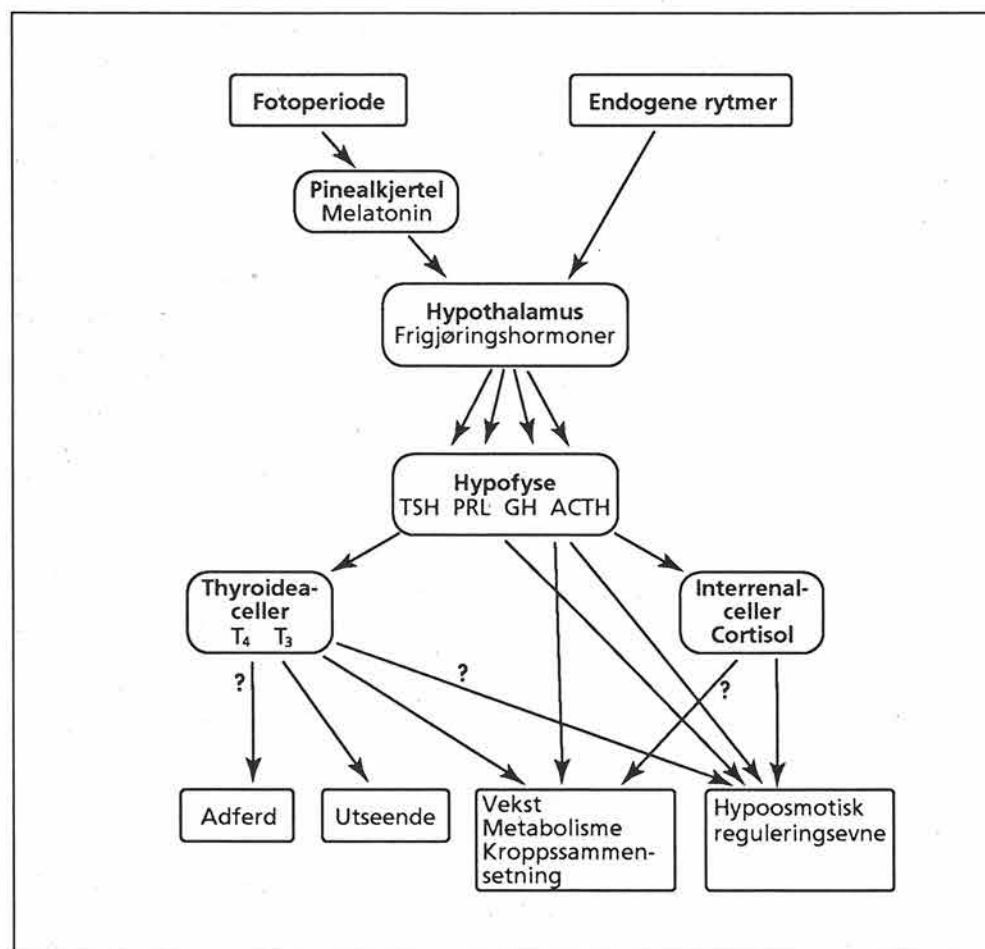 Fotoperiode
Endogene rytmer
Pinealkjertel
Melatonin
Hypothalamus
Frigjøringshormoner
Hypofyse
TSH PRL GH ACTH
Thyroidea-
celler
T₄ T₃
Interrenal-
celler
Cortisol
?
?
?
Adferd
Utseende
Vekst
Metabolisme
Kroppssammen-
setning
Hypoosmotisk
reguleringsevne